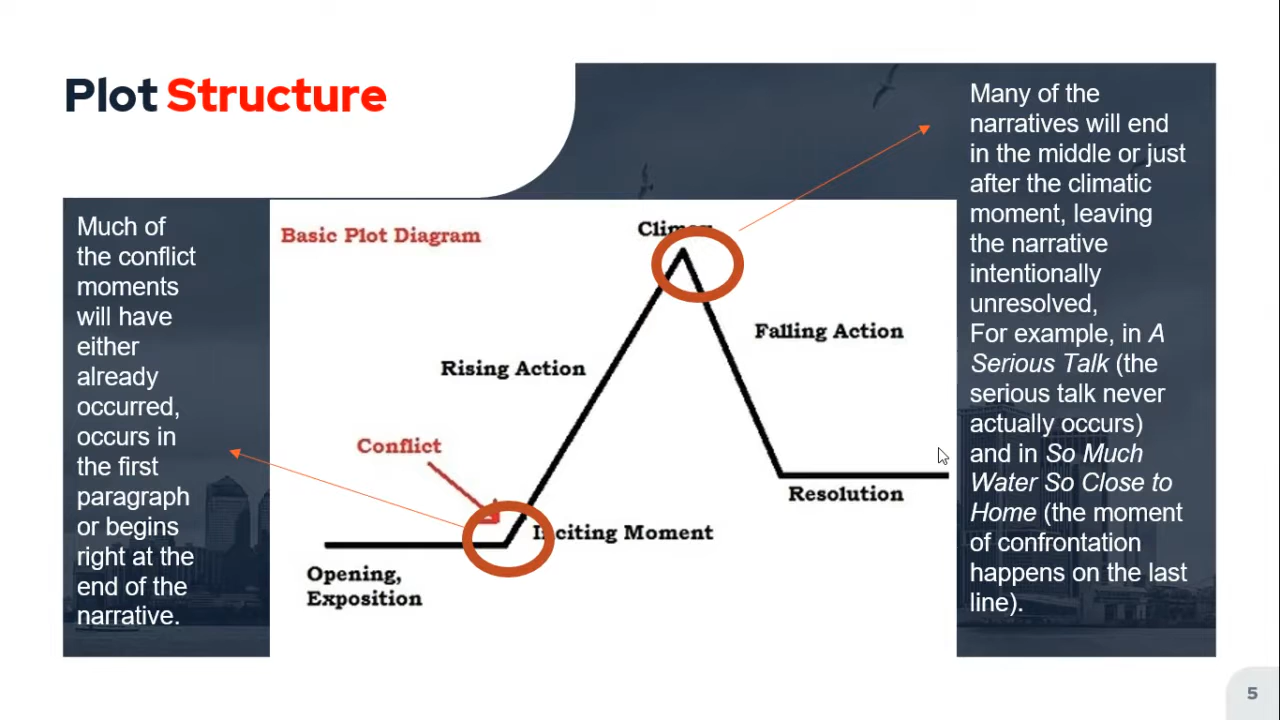 Plot Structure
Much of
the conflict
moments
will have
either
already
occurred,
occurs in
the first
paragraph
or begins
right at the
end of the
narrative.
Basic Plot Diagram
Climax
Rising Action
Falling Action
Conflict
Inciting Moment
Resolution
Opening,
Exposition
Many of the
narratives will end
in the middle or just
after the climatic
moment, leaving
the narrative
intentionally
unresolved,
For example, in A
Serious Talk (the
serious talk never
actually occurs)
and in So Much
Water So Close to
Home (the moment
of confrontation
happens on the last
line).
5